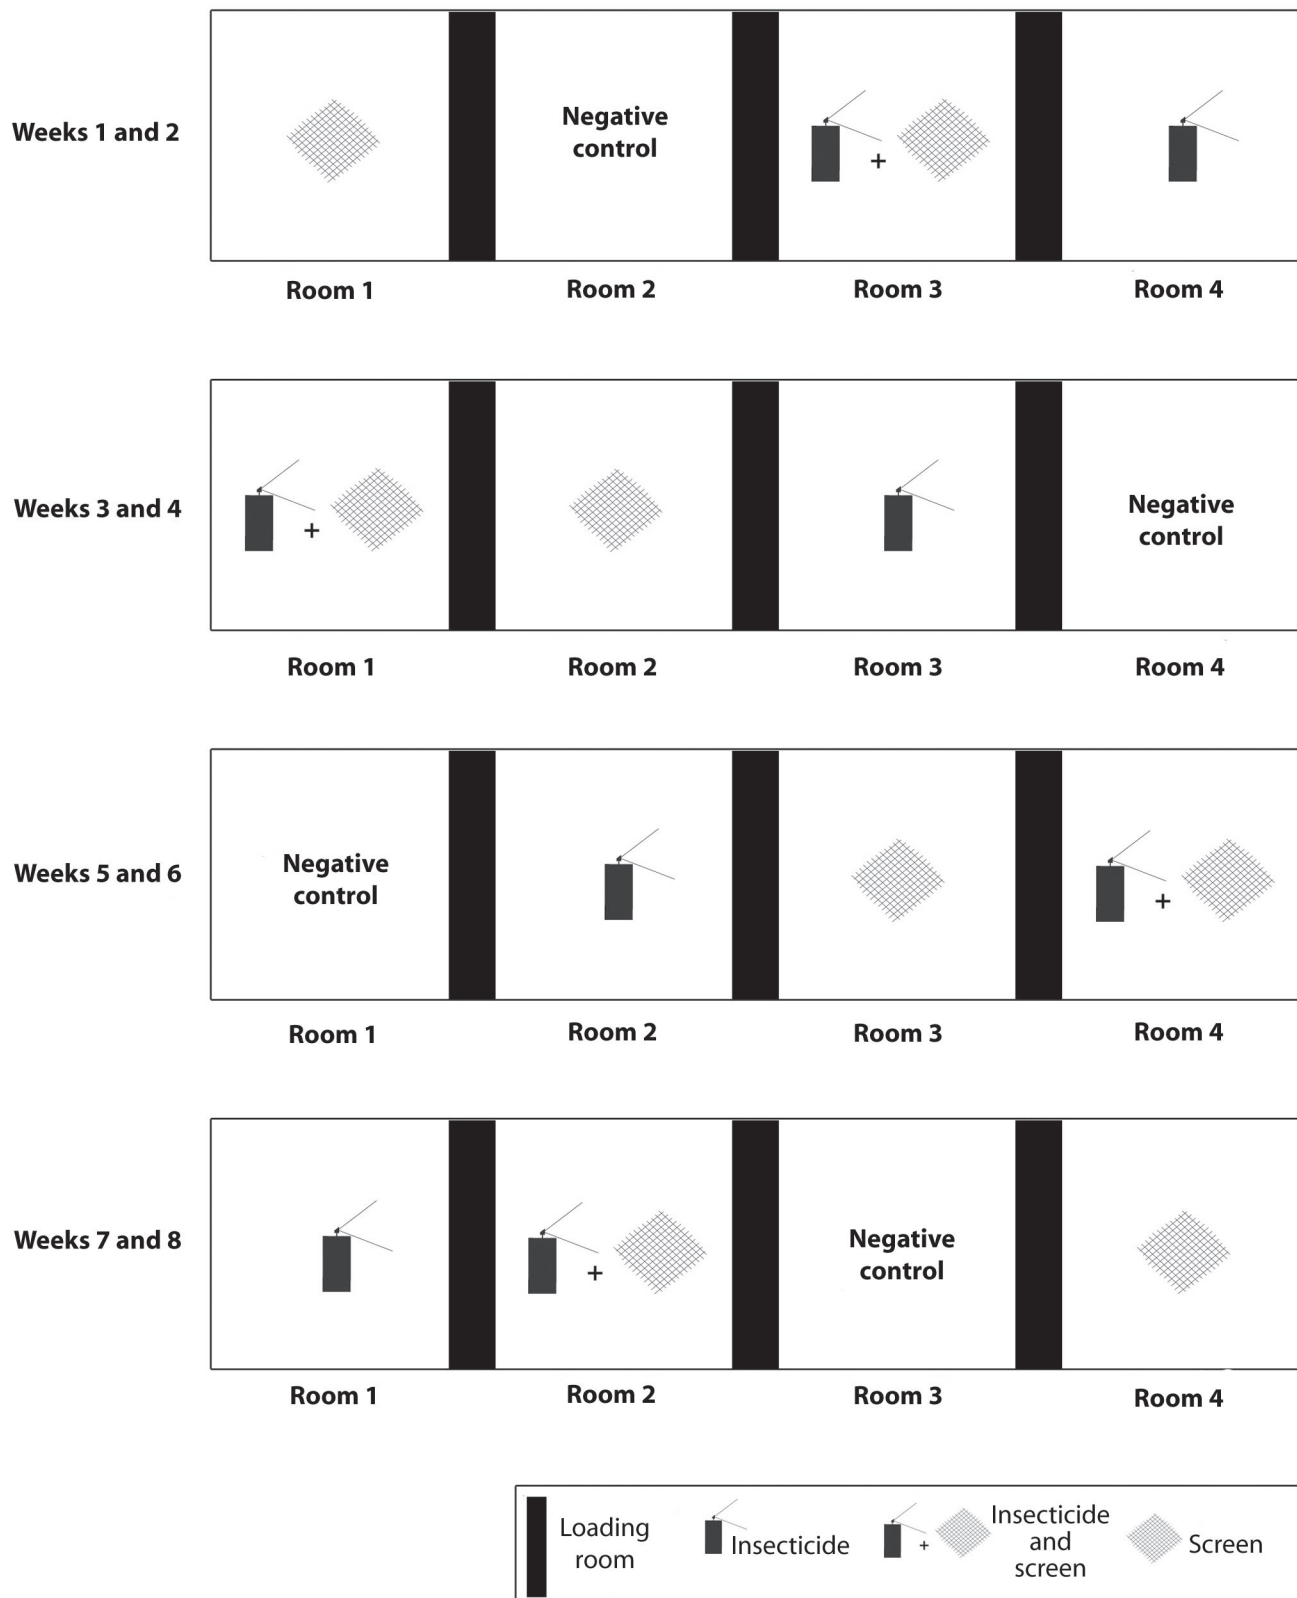 Weeks 1 and 2
Negative
control
+
Room 1
Room 2
Room 3
Room 4
Weeks 3 and 4
+
Negative
control
Room 1
Room 2
Room 3
Room 4
Weeks 5 and 6
Negative
control
+
Room 1
Room 2
Room 3
Room 4
Weeks 7 and 8
+
Negative
control
Room 1
Room 2
Room 3
Room 4
Loading
room
Insecticide
+
Insecticide
and
screen
Screen